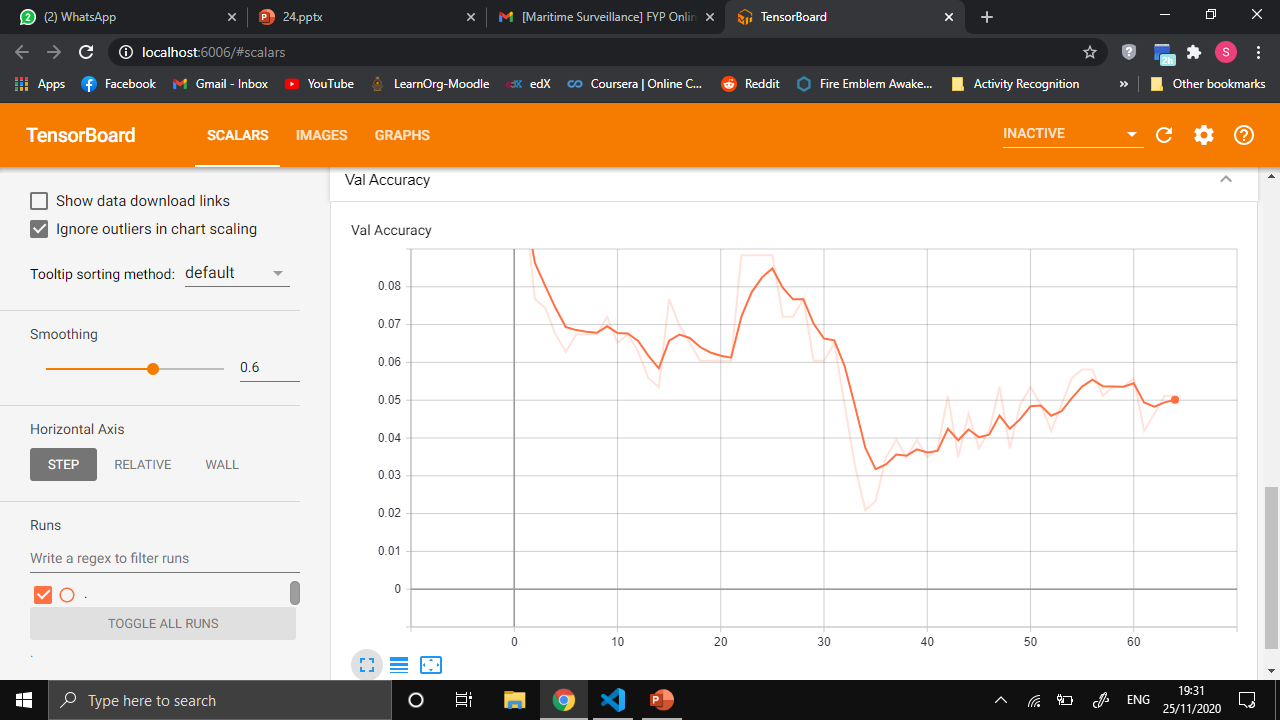 2 (2) WhatsApp
24.pptx
[Maritime Surveillance] FYP Onlin
TensorBoard
localhost:6006/#scalars
S
2h
Apps
Facebook
Gmail - Inbox
YouTube
LearnOrg-Moodle
edX
Coursera | Online C...
Reddit
Fire Emblem Awake...
Activity Recognition
»
Other bookmarks
TensorBoard
SCALARS
IMAGES
GRAPHS
INACTIVE
Show data download links
Ignore outliers in chart scaling
Tooltip sorting method: default
Smoothing
0.6
Horizontal Axis
STEP
RELATIVE
WALL
Runs
Write a regex to filter runs
.
TOGGLE ALL RUNS
.
Val Accuracy
Val Accuracy
0.08
0.07
0.06
0.05
0.04
0.03
0.02
0.01
0
0 10 20 30 40 50 60
Type here to search
ENG
19:31
25/11/2020